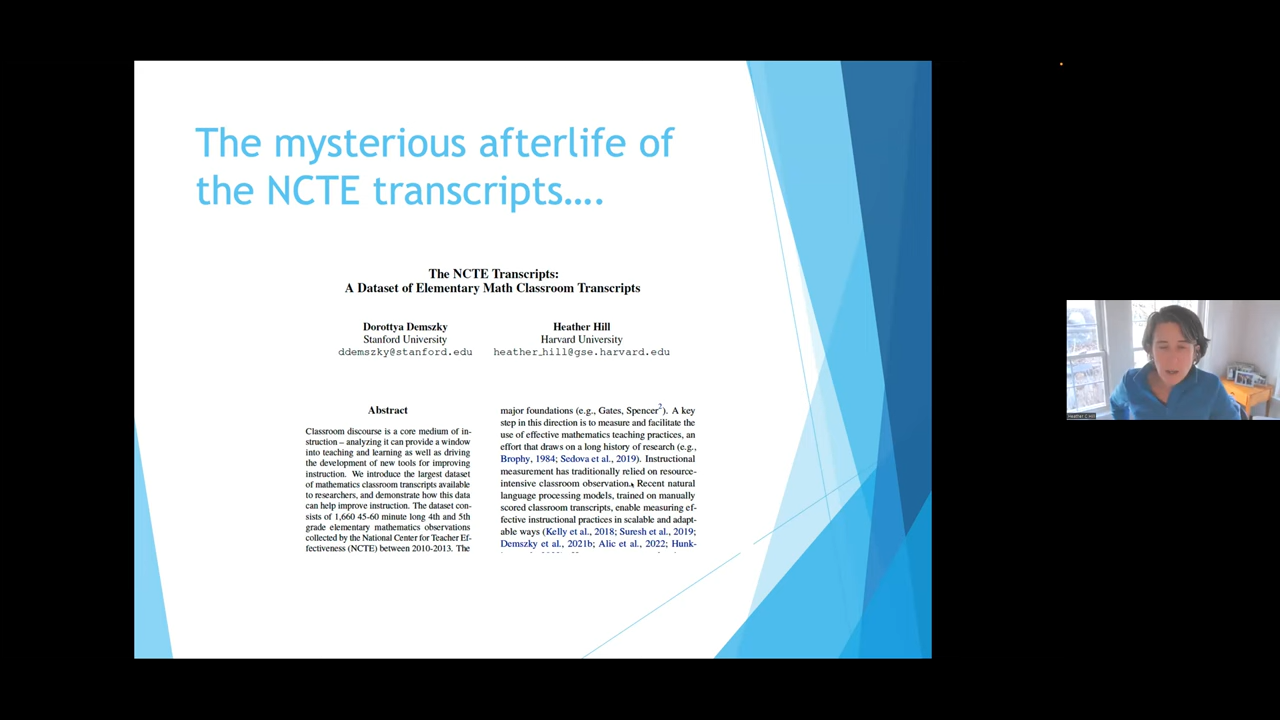 The mysterious afterlife of
the NCTE transcripts....
The NCTE Transcripts:
A Dataset of Elementary Math Classroom Transcripts
Dorottya Demszky
Stanford University
ddemszky@stanford.edu
Heather Hill
Harvard University
heather_hill@gse.harvard.edu
Abstract
Classroom discourse is a core medium of in-
struction – analyzing it can provide a window
into teaching and learning as well as driving
the development of new tools for improving
instruction. We introduce the largest dataset
of mathematics classroom transcripts available
to researchers, and demonstrate how this data
can help improve instruction. The dataset con-
sists of 1,660 45-60 minute long 4th and 5th
grade elementary mathematics observations
collected by the National Center for Teacher Ef-
fectiveness (NCTE) between 2010-2013. The
major foundations (e.g., Gates, Spencer2). A key
step in this direction is to measure and facilitate the
use of effective mathematics teaching practices, an
effort that draws on a long history of research (e.g.,
Brophy, 1984; Sedova et al., 2019). Instructional
measurement has traditionally relied on resource-
intensive classroom observation. Recent natural
language processing models, trained on manually
scored classroom transcripts, enable measuring ef-
fective instructional practices in scalable and adapt-
able ways (Kelly et al., 2018; Suresh et al., 2019;
Demszky et al., 2021b; Alic et al., 2022; Hunk-